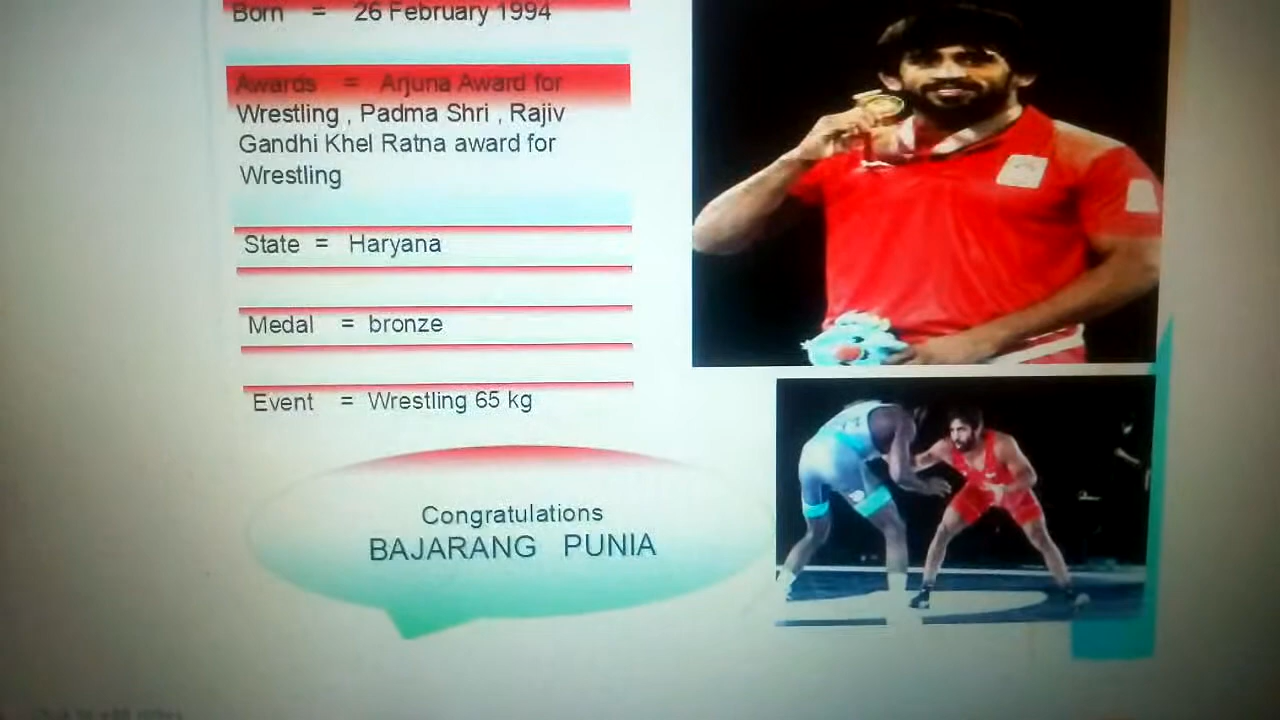 Born = 26 February 1994
Awards = Arjuna Award for
Wrestling , Padma Shri , Rajiv
Gandhi Khel Ratna award for
Wrestling
State = Haryana
Medal = bronze
Event = Wrestling 65 kg
Congratulations
BAJARANG PUNIA